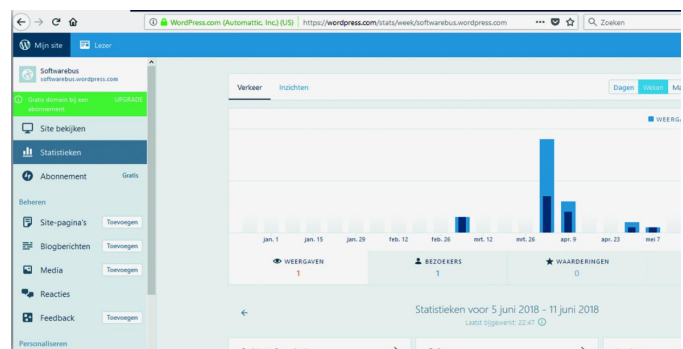 WordPress.com (Automattic, Inc.) (US) https://wordpress.com/stats/week/softwarebus.wordpress.com Zoeken
Mijn site Lezer
Softwarebus
softwarebus.wordpress.com
Gratis domein bij een abonnement UPGRADE
Site bekijken
Statistieken
Abonnement Gratis
Beheren
Site-pagina's Toevoegen
Blogberichten Toevoegen
Media Toevoegen
Reacties
Feedback Toevoegen
Personaliseren
Verkeer Inzichten Dagen Weken Ma
WEERGA
jan. 1 jan. 15 jan. 29 feb. 12 feb. 26 mrt. 12 mrt. 26 apr. 9 apr. 23 mei 7
WEERGAVEN BEZOEKERS WAARDERINGEN
1 1 0
Statistieken voor 5 juni 2018 - 11 juni 2018
Laatst bijgewerkt: 22:47